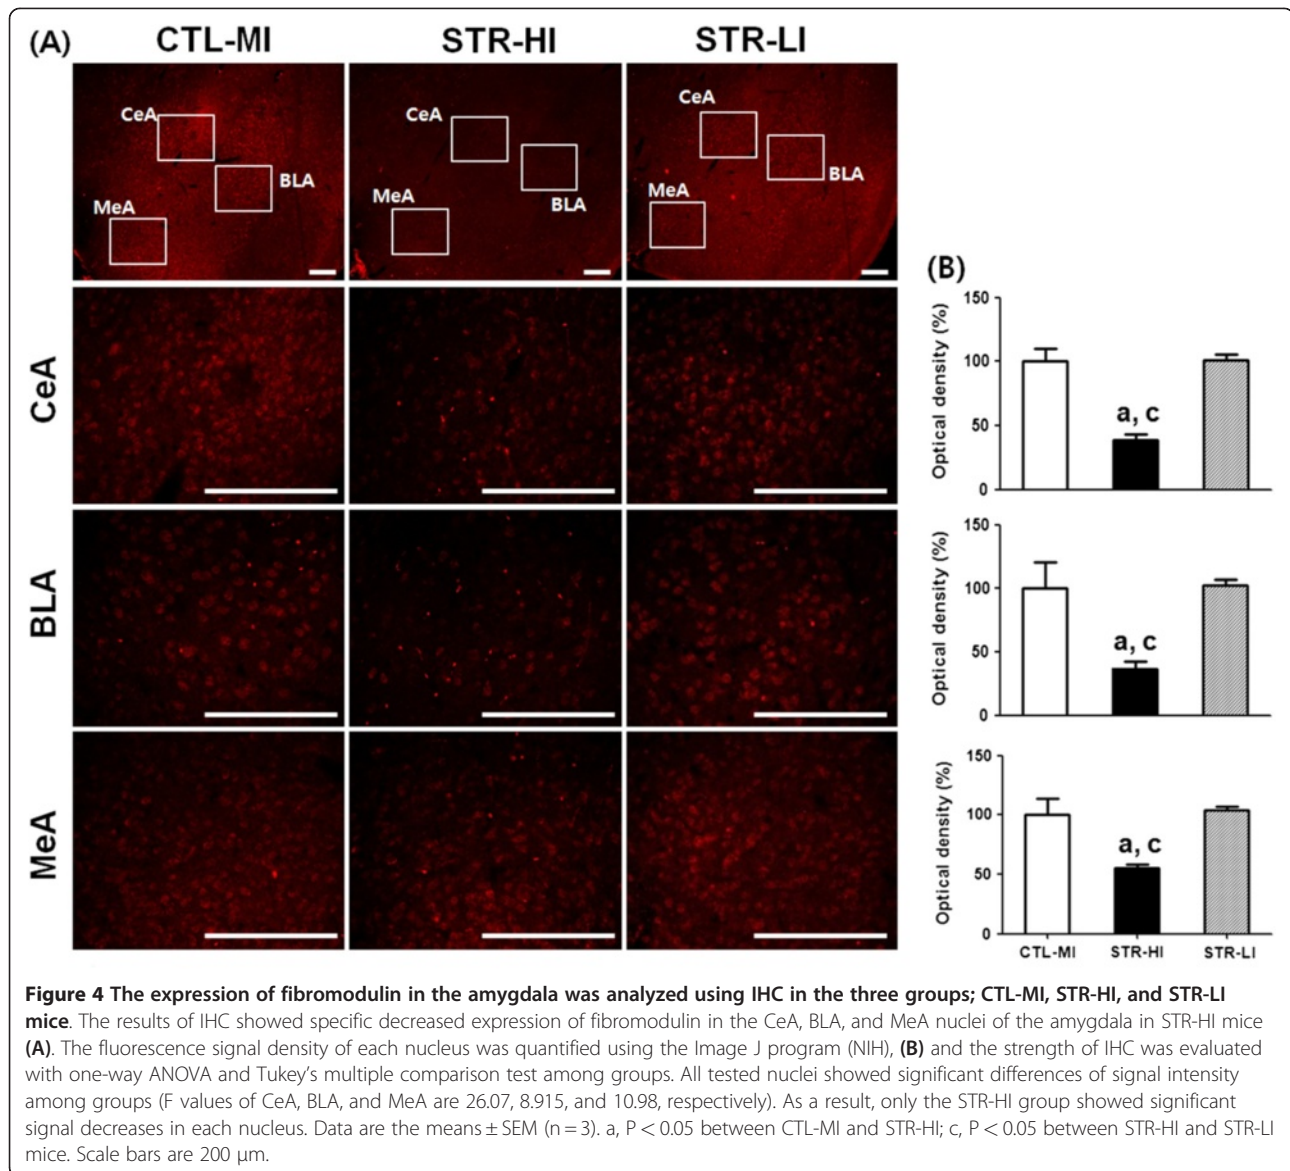 (A)
CTL-MI
STR-HI
STR-LI
CeA
BLA
MeA
CeA
BLA
MeA
CeA
BLA
MeA
CeA
BLA
MeA
(B)
Optical density (%)
150
100
50
0
a, c
Optical density (%)
150
100
50
0
a, c
Optical density (%)
150
100
50
0
a, c
CTL-MI
STR-HI
STR-LI
Figure 4 The expression of fibromodulin in the amygdala was analyzed using IHC in the three groups; CTL-MI, STR-HI, and STR-LI
mice. The results of IHC showed specific decreased expression of fibromodulin in the CeA, BLA, and MeA nuclei of the amygdala in STR-HI mice
(A). The fluorescence signal density of each nucleus was quantified using the Image J program (NIH), (B) and the strength of IHC was evaluated
with one-way ANOVA and Tukey's multiple comparison test among groups. All tested nuclei showed significant differences of signal intensity
among groups (F values of CeA, BLA, and MeA are 26.07, 8.915, and 10.98, respectively). As a result, only the STR-HI group showed significant
signal decreases in each nucleus. Data are the means ± SEM (n = 3). a, P < 0.05 between CTL-MI and STR-HI; c, P < 0.05 between STR-HI and STR-LI
mice. Scale bars are 200 μm.